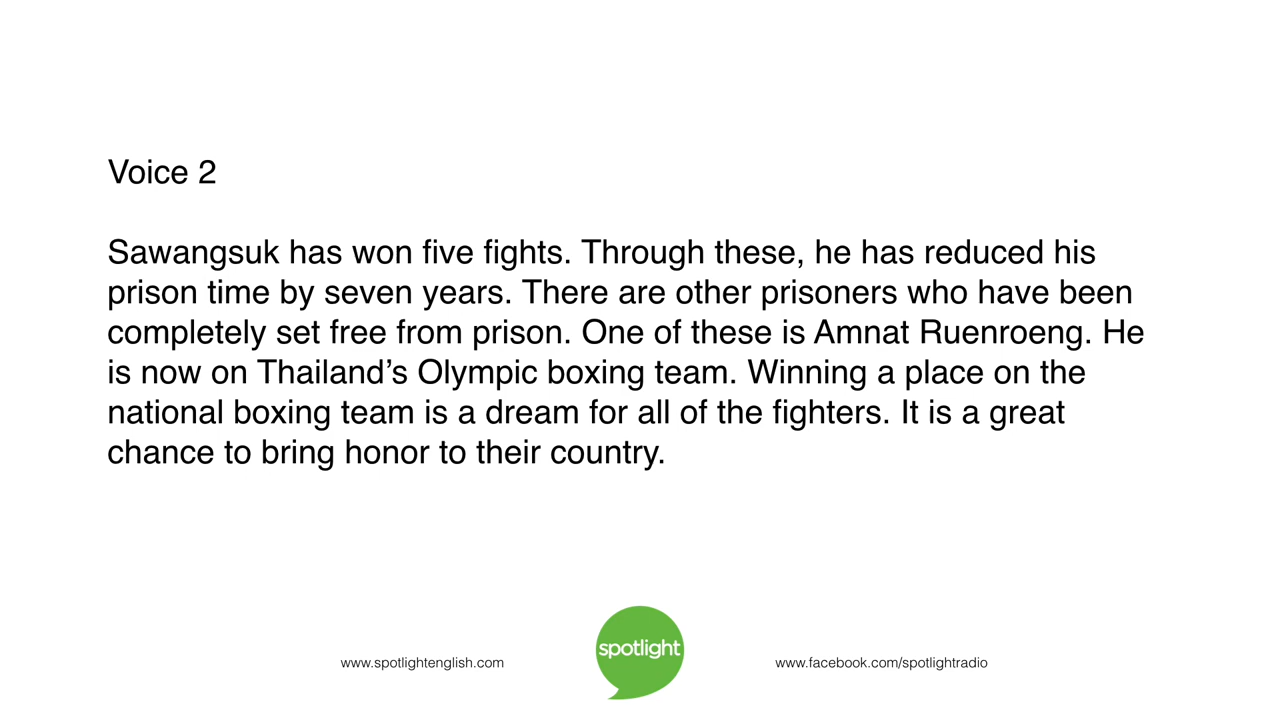 Voice 2
Sawangsuk has won five fights. Through these, he has reduced his
prison time by seven years. There are other prisoners who have been
completely set free from prison. One of these is Amnat Ruenroeng. He
is now on Thailand’s Olympic boxing team. Winning a place on the
national boxing team is a dream for all of the fighters. It is a great
chance to bring honor to their country.
www.spotlightenglish.com
spotlight
www.facebook.com/spotlightradio